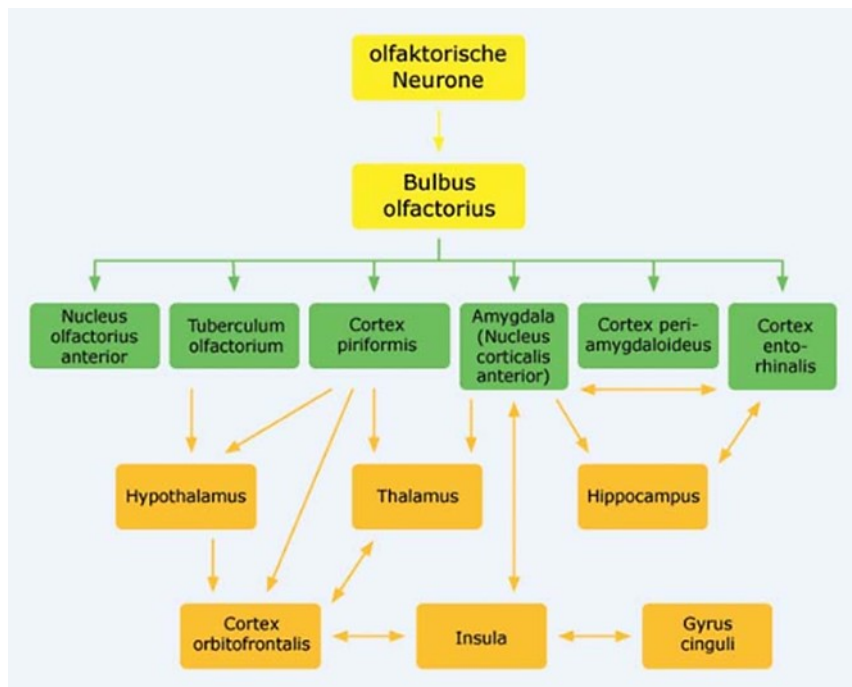 olfaktorische
Neurone
Bulbus
olfactorius
Nucleus
olfactorius
anterior
Tuberculum
olfactorium
Cortex
piriformis
Amygdala
(Nucleus
corticalis
anterior)
Cortex peri-
amygdaloideus
Cortex
ento-
rhinalis
Hypothalamus
Thalamus
Hippocampus
Cortex
orbitofrontalis
Insula
Gyrus
cinguli